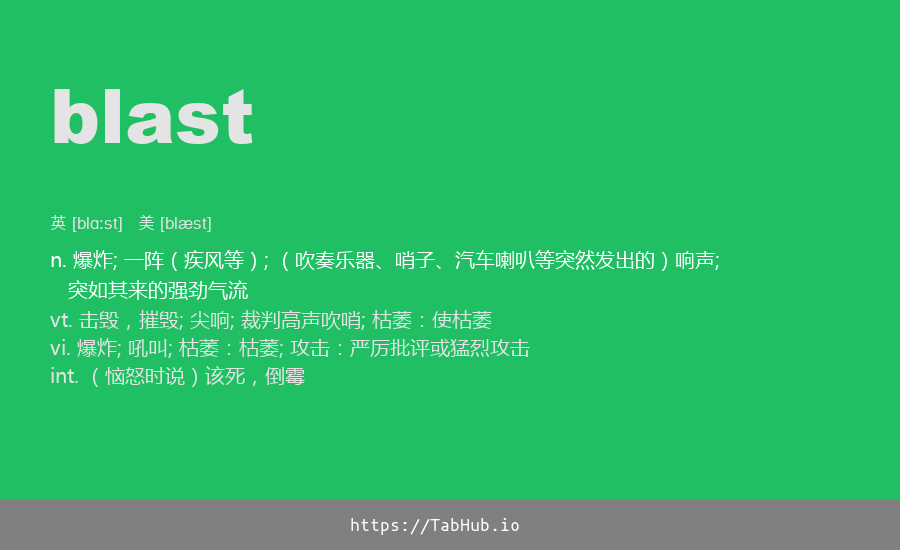 blast
英 [blɑːst] 美 [blæst]
n. 爆炸; 一阵（疾风等）; （吹奏乐器、哨子、汽车喇叭等突然发出的）响声;
突如其来的强劲气流
vt. 击毁，摧毁; 尖响; 裁判高声吹哨; 枯萎：使枯萎
vi. 爆炸; 吼叫; 枯萎：枯萎; 攻击：严厉批评或猛烈攻击
int. （恼怒时说）该死，倒霉
https://TabHub.io